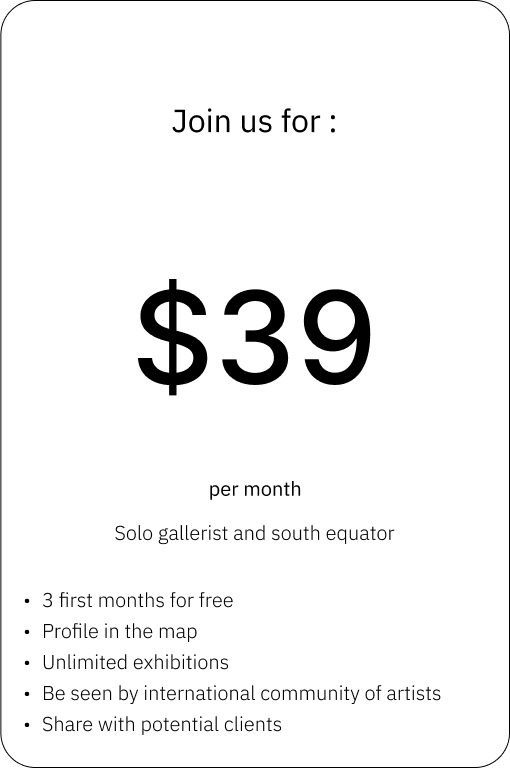 Join us for :
$39
per month
Solo gallerist and south equator
• 3 first months for free
• Profile in the map
• Unlimited exhibitions
• Be seen by international community of artists
• Share with potential clients